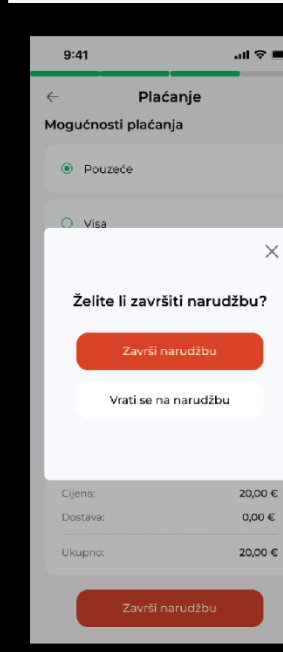 9:41
Plaćanje
Mogućnosti plaćanja
Pouzeće
Visa
Želite li završiti narudžbu?
Završi narudžbu
Vrati se na narudžbu
Cijena: 20,00 €
Dostava: 0,00 €
Ukupno: 20,00 €
Završi narudžbu